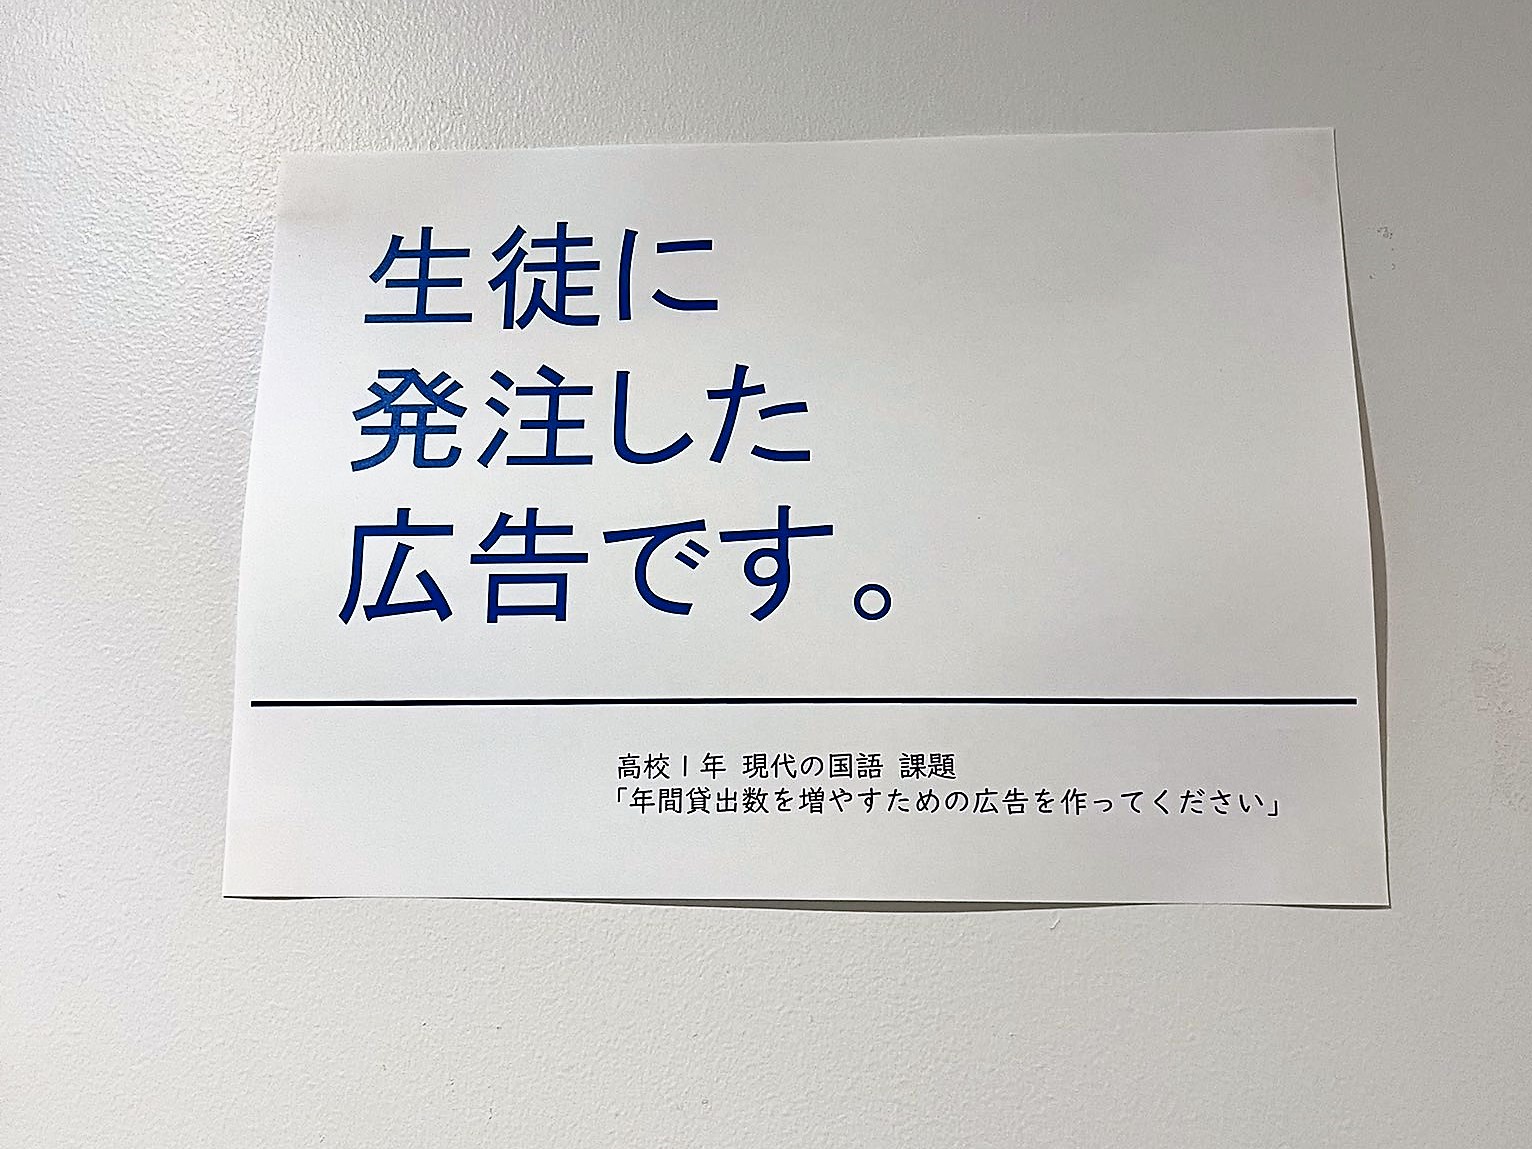 生徒に
発注した
広告です。
高校1年 現代の国語 課題
「年間貸出数を増やすための広告を作ってください」